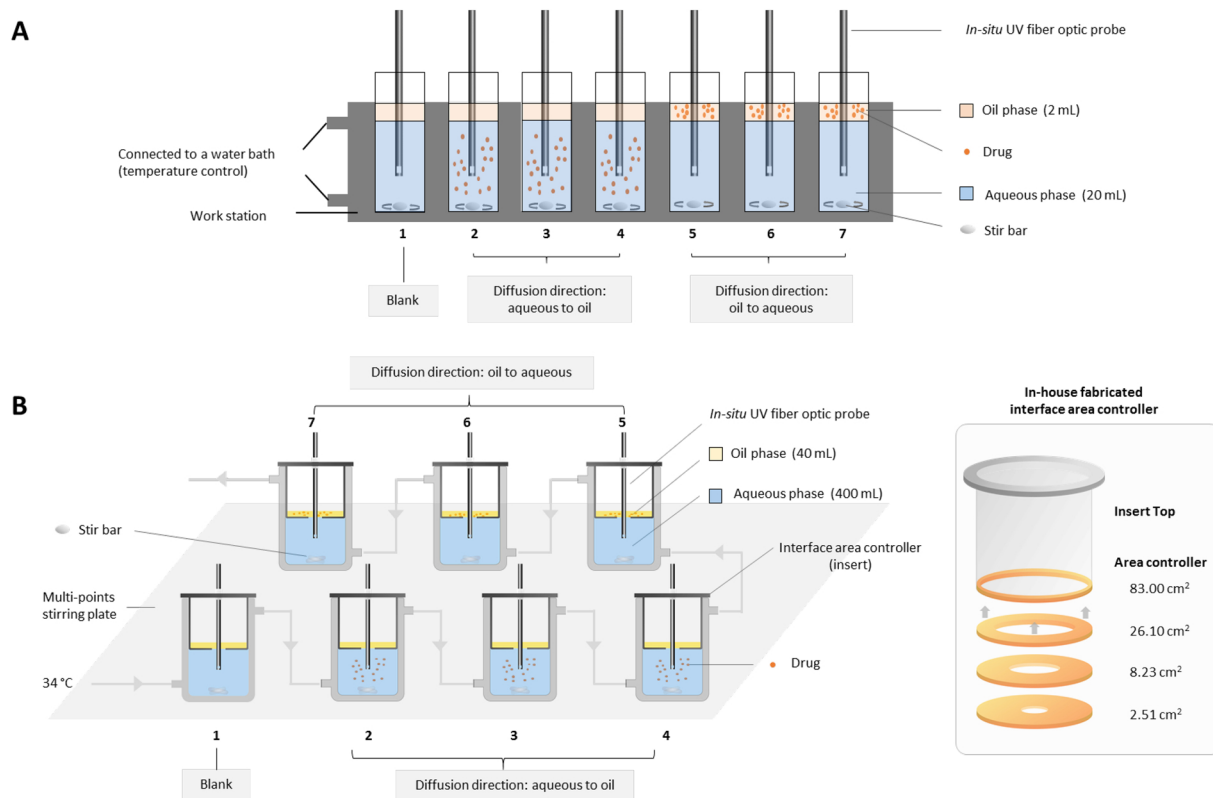 A
In-situ UV fiber optic probe
Oil phase (2 mL)
Drug
Connected to a water bath
(temperature control)
Aqueous phase (20 mL)
Work station
Stir bar
1
2
3
4
5
6
7
Blank
Diffusion direction:
aqueous to oil
Diffusion direction:
oil to aqueous
B
Diffusion direction: oil to aqueous
7
6
5
In-situ UV fiber optic probe
Oil phase (40 mL)
Aqueous phase (400 mL)
Stir bar
Interface area controller
(insert)
Multi-points
stirring plate
Drug
34 °C
1
2
3
4
Blank
Diffusion direction: aqueous to oil
In-house fabricated
interface area controller
Insert Top
Area controller
83.00 cm²
26.10 cm²
8.23 cm²
2.51 cm²